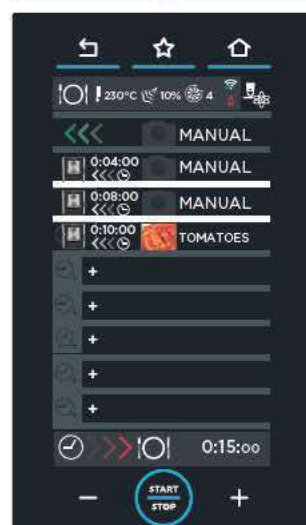 230°C 10% 4
MANUAL
0:04:00 MANUAL
0:08:00 MANUAL
0:10:00 TOMATOES
+
+
+
+
+
0:15:00
− START STOP +